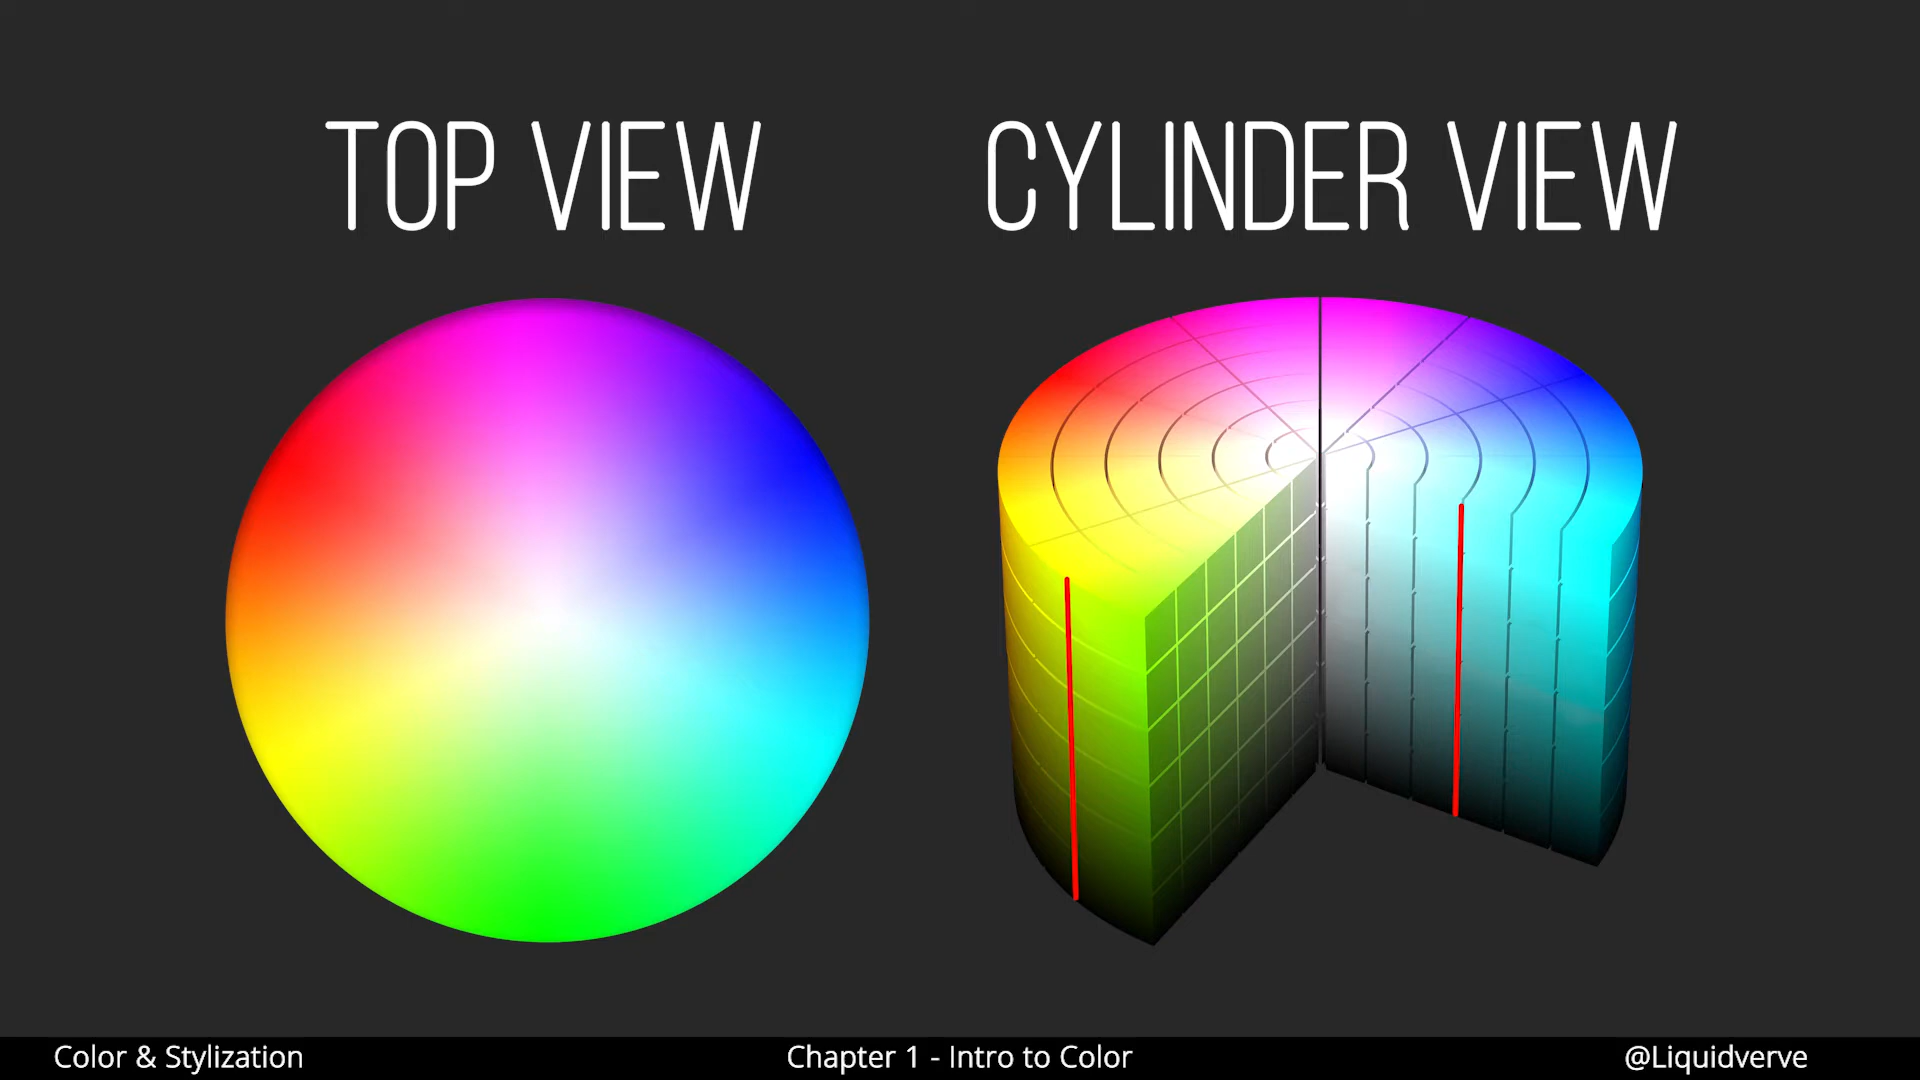 TOP VIEW
CYLINDER VIEW
Color & Stylization
Chapter 1 - Intro to Color
@Liquidverve